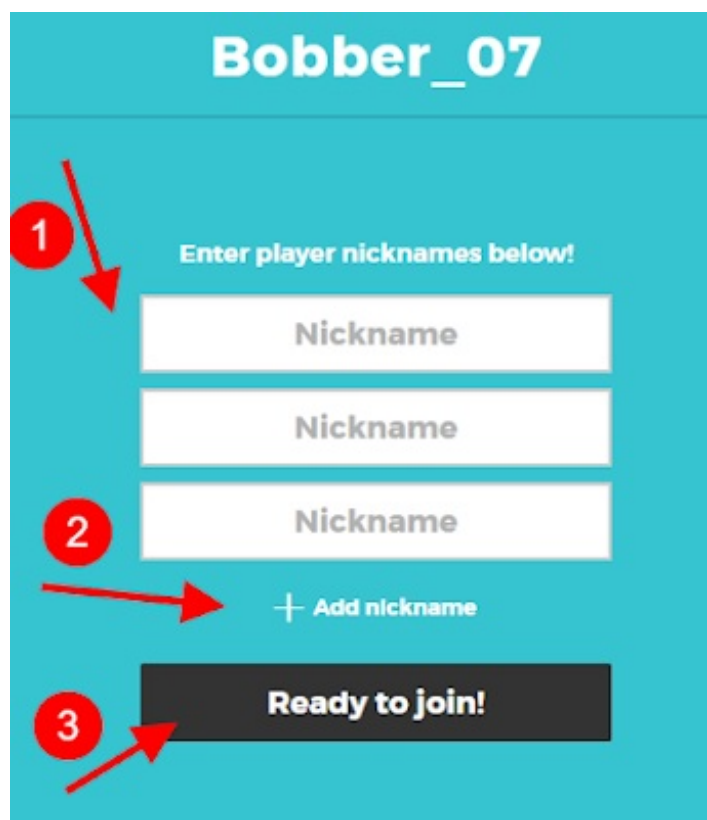 Bobber_07
1
Enter player nicknames below!
Nickname
Nickname
Nickname
2
+ Add nickname
Ready to join!
3